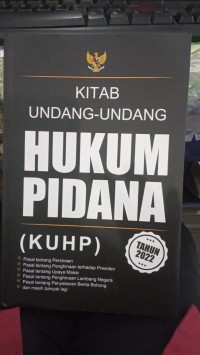 KITAB
UNDANG-UNDANG
HUKUM
PIDANA
(KUHP)
TAHUN
2022
Pasal tentang Perzinaan
Pasal tentang Penghinaan terhadap Presiden
Pasal tentang Upaya Makar
Pasal tentang Penghinaan Lambang Negara
Pasal tentang Penyebaran Berita Bohong
dan masih banyak lagi